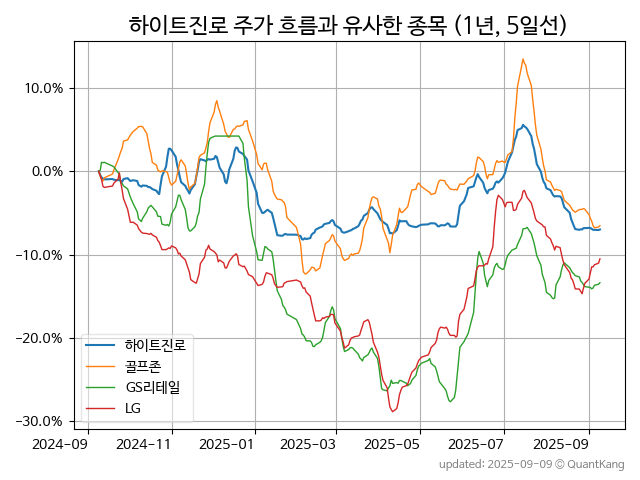 하이트진로 주가 흐름과 유사한 종목 (1년, 5일선)
10.0%
0.0%
−10.0%
−20.0%
−30.0%
하이트진로
골프존
GS리테일
LG
2024-09 2024-11 2025-01 2025-03 2025-05 2025-07 2025-09
updated: 2025-09-09 © QuantKang